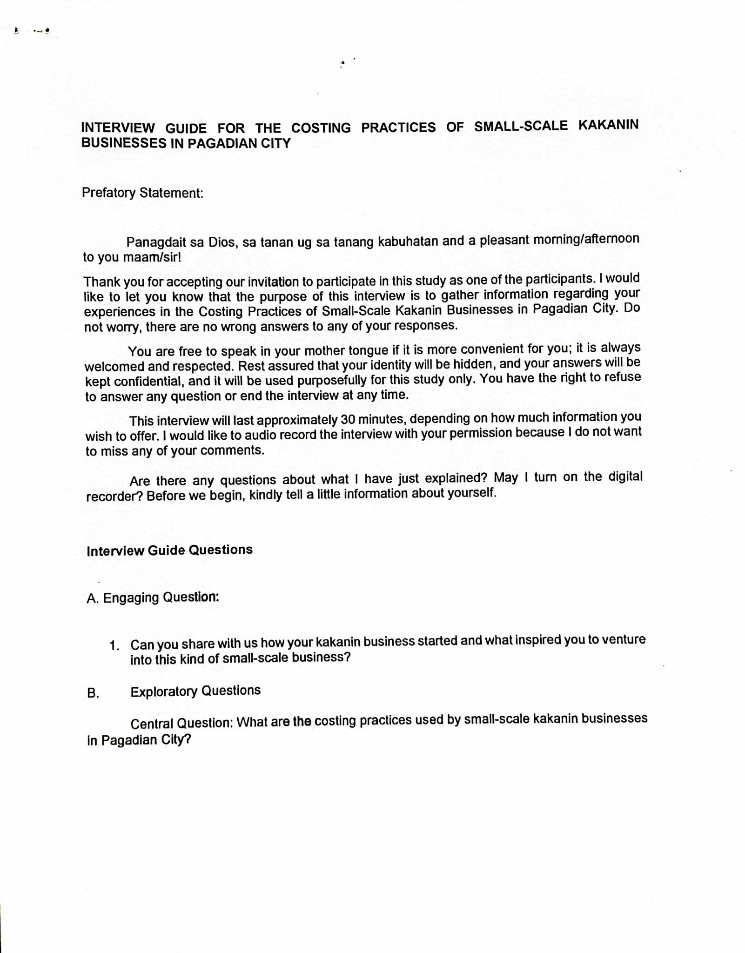 INTERVIEW GUIDE FOR THE COSTING PRACTICES OF SMALL-SCALE KAKANIN
BUSINESSES IN PAGADIAN CITY
Prefatory Statement:
Panagdait sa Dios, sa tanan ug sa tanang kabuhatan and a pleasant morning/afternoon
to you maam/sir!
Thank you for accepting our invitation to participate in this study as one of the participants. I would
like to let you know that the purpose of this interview is to gather information regarding your
experiences in the Costing Practices of Small-Scale Kakanin Businesses in Pagadian City. Do
not worry, there are no wrong answers to any of your responses.
You are free to speak in your mother tongue if it is more convenient for you; it is always
welcomed and respected. Rest assured that your identity will be hidden, and your answers will be
kept confidential, and it will be used purposefully for this study only. You have the right to refuse
to answer any question or end the interview at any time.
This interview will last approximately 30 minutes, depending on how much information you
wish to offer. I would like to audio record the interview with your permission because I do not want
to miss any of your comments.
Are there any questions about what I have just explained? May I turn on the digital
recorder? Before we begin, kindly tell a little information about yourself.
Interview Guide Questions
A. Engaging Question:
1. Can you share with us how your kakanin business started and what inspired you to venture
into this kind of small-scale business?
B. Exploratory Questions
Central Question: What are the costing practices used by small-scale kakanin businesses
in Pagadian City?